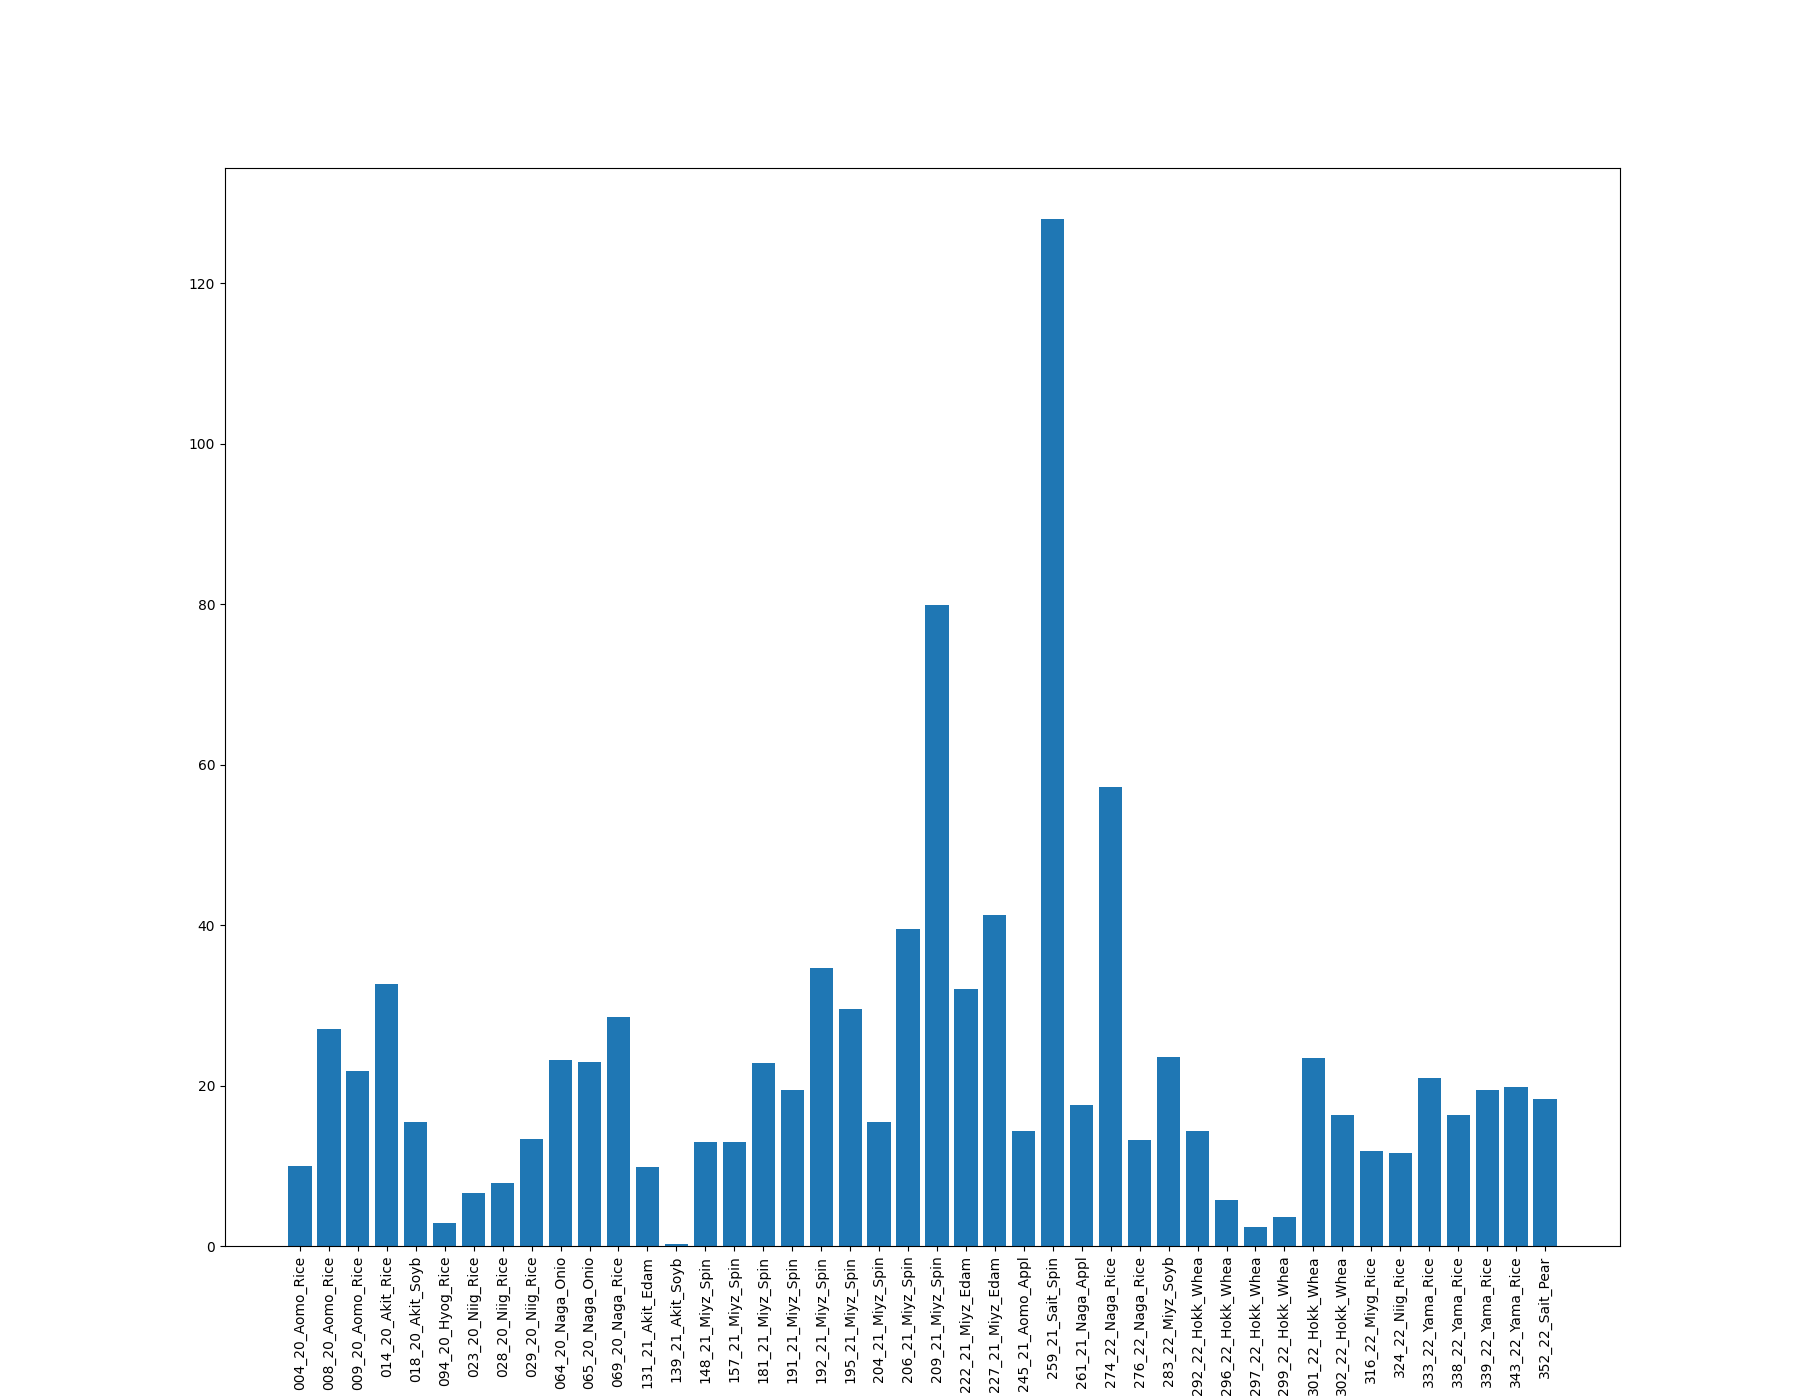 120
100
80
60
40
20
0
004_20_Aomo_Rice
008_20_Aomo_Rice
009_20_Aomo_Rice
014_20_Akit_Rice
018_20_Akit_Soyb
094_20_Hyog_Rice
023_20_Niig_Rice
028_20_Niig_Rice
029_20_Niig_Rice
064_20_Naga_Onio
065_20_Naga_Onio
069_20_Naga_Rice
131_21_Akit_Edam
139_21_Akit_Soyb
148_21_Miyz_Spin
157_21_Miyz_Spin
181_21_Miyz_Spin
191_21_Miyz_Spin
192_21_Miyz_Spin
195_21_Miyz_Spin
204_21_Miyz_Spin
206_21_Miyz_Spin
209_21_Miyz_Spin
222_21_Miyz_Edam
227_21_Miyz_Edam
245_21_Aomo_Appl
259_21_Sait_Spin
261_21_Naga_Appl
274_22_Naga_Rice
276_22_Naga_Rice
283_22_Miyz_Soyb
292_22_Hokk_Whea
296_22_Hokk_Whea
297_22_Hokk_Whea
299_22_Hokk_Whea
301_22_Hokk_Whea
302_22_Hokk_Whea
316_22_Miyg_Rice
324_22_Niig_Rice
333_22_Yama_Rice
338_22_Yama_Rice
339_22_Yama_Rice
343_22_Yama_Rice
352_22_Sait_Pear